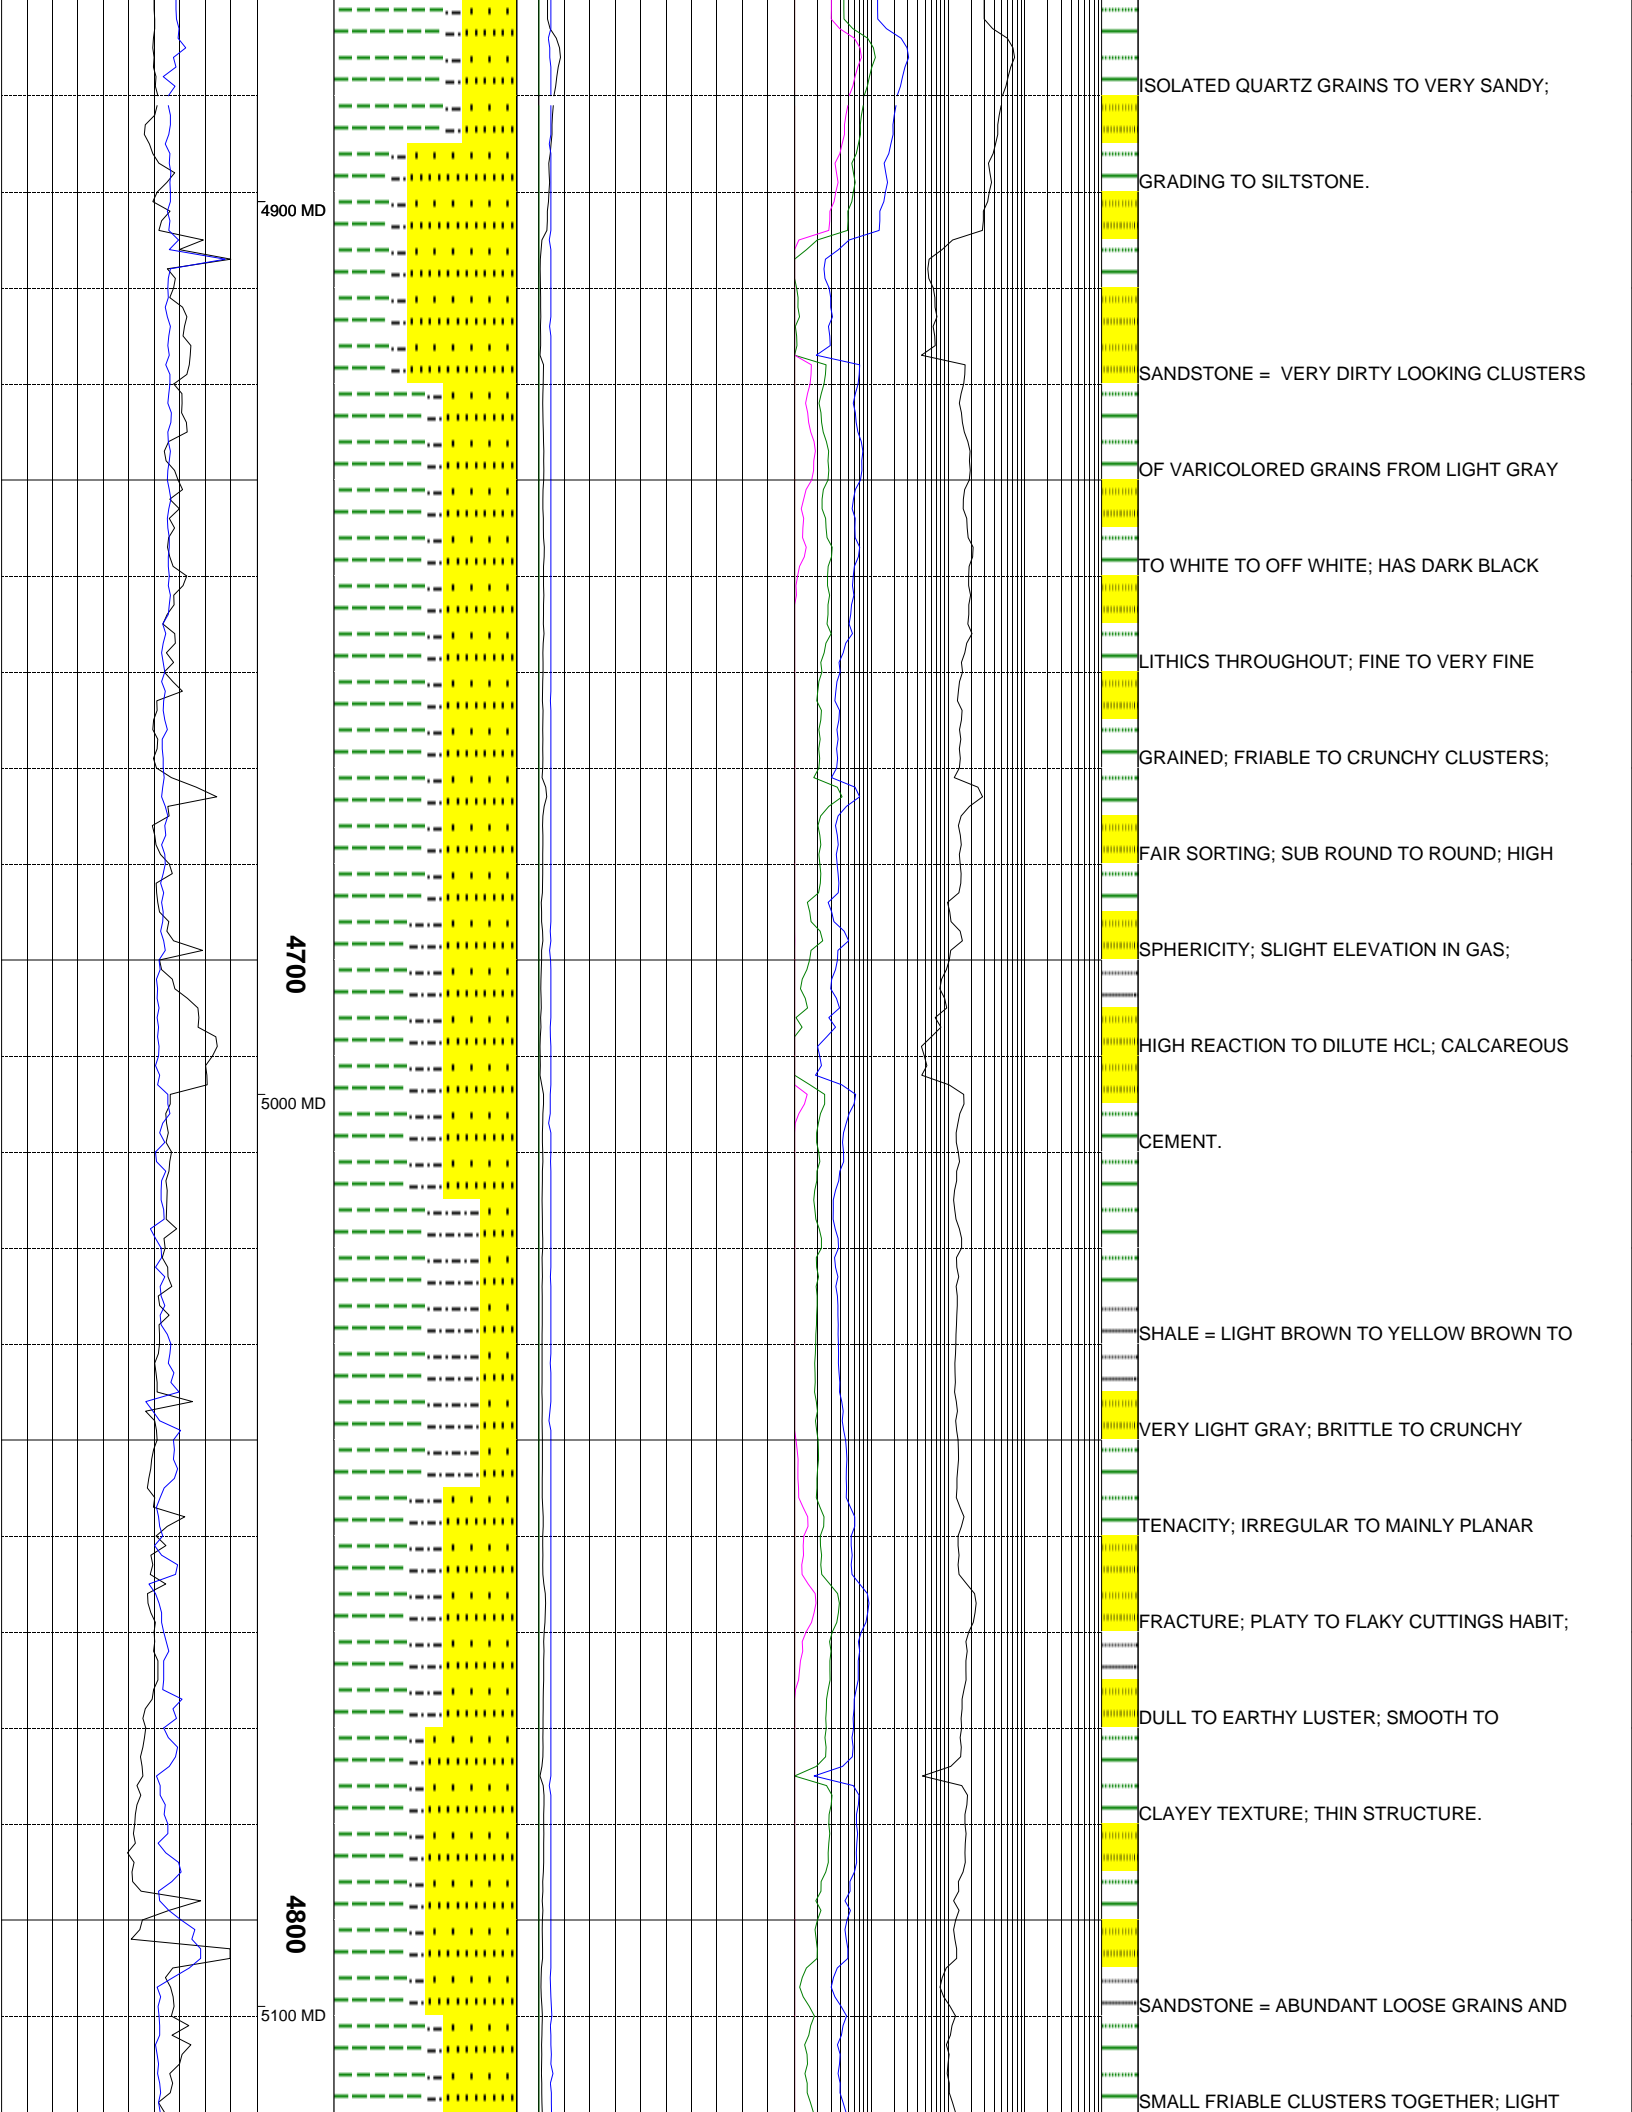 ISOLATED QUARTZ GRAINS TO VERY SANDY;
GRADING TO SILTSTONE.
4900 MD
SANDSTONE =  VERY DIRTY LOOKING CLUSTERS
OF VARICOLORED GRAINS FROM LIGHT GRAY
TO WHITE TO OFF WHITE; HAS DARK BLACK
LITHICS THROUGHOUT; FINE TO VERY FINE
GRAINED; FRIABLE TO CRUNCHY CLUSTERS;
FAIR SORTING; SUB ROUND TO ROUND; HIGH
4700
SPHERICITY; SLIGHT ELEVATION IN GAS;
HIGH REACTION TO DILUTE HCL; CALCAREOUS
5000 MD
CEMENT.
SHALE = LIGHT BROWN TO YELLOW BROWN TO
VERY LIGHT GRAY; BRITTLE TO CRUNCHY
TENACITY; IRREGULAR TO MAINLY PLANAR
FRACTURE; PLATY TO FLAKY CUTTINGS HABIT;
DULL TO EARTHY LUSTER; SMOOTH TO
CLAYEY TEXTURE; THIN STRUCTURE.
4800
SANDSTONE = ABUNDANT LOOSE GRAINS AND
5100 MD
SMALL FRIABLE CLUSTERS TOGETHER; LIGHT